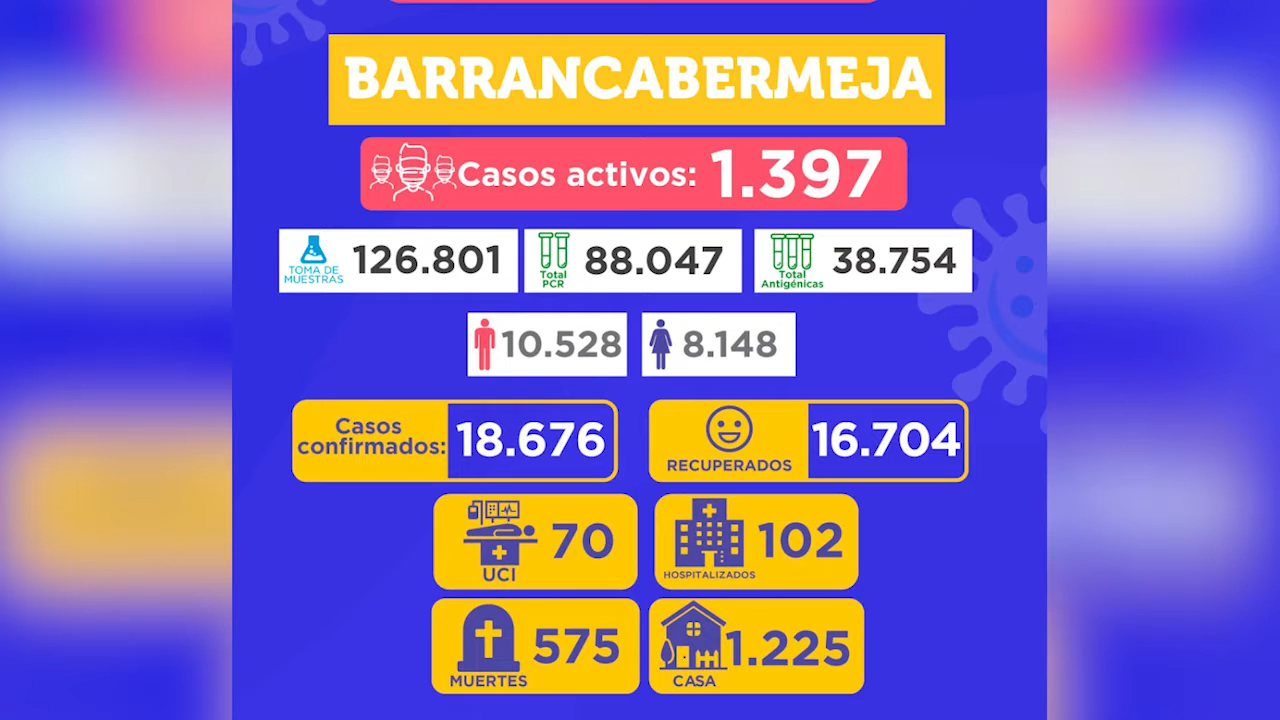 BARRANCABERMEJA
Casos activos: 1.397
TOMA DE
MUESTRAS
126.801
Total
PCR
88.047
Total
Antigénicas
38.754
10.528
8.148
Casos
confirmados:
18.676
RECUPERADOS
16.704
UCI
70
HOSPITALIZADOS
102
MUERTES
575
CASA
1.225